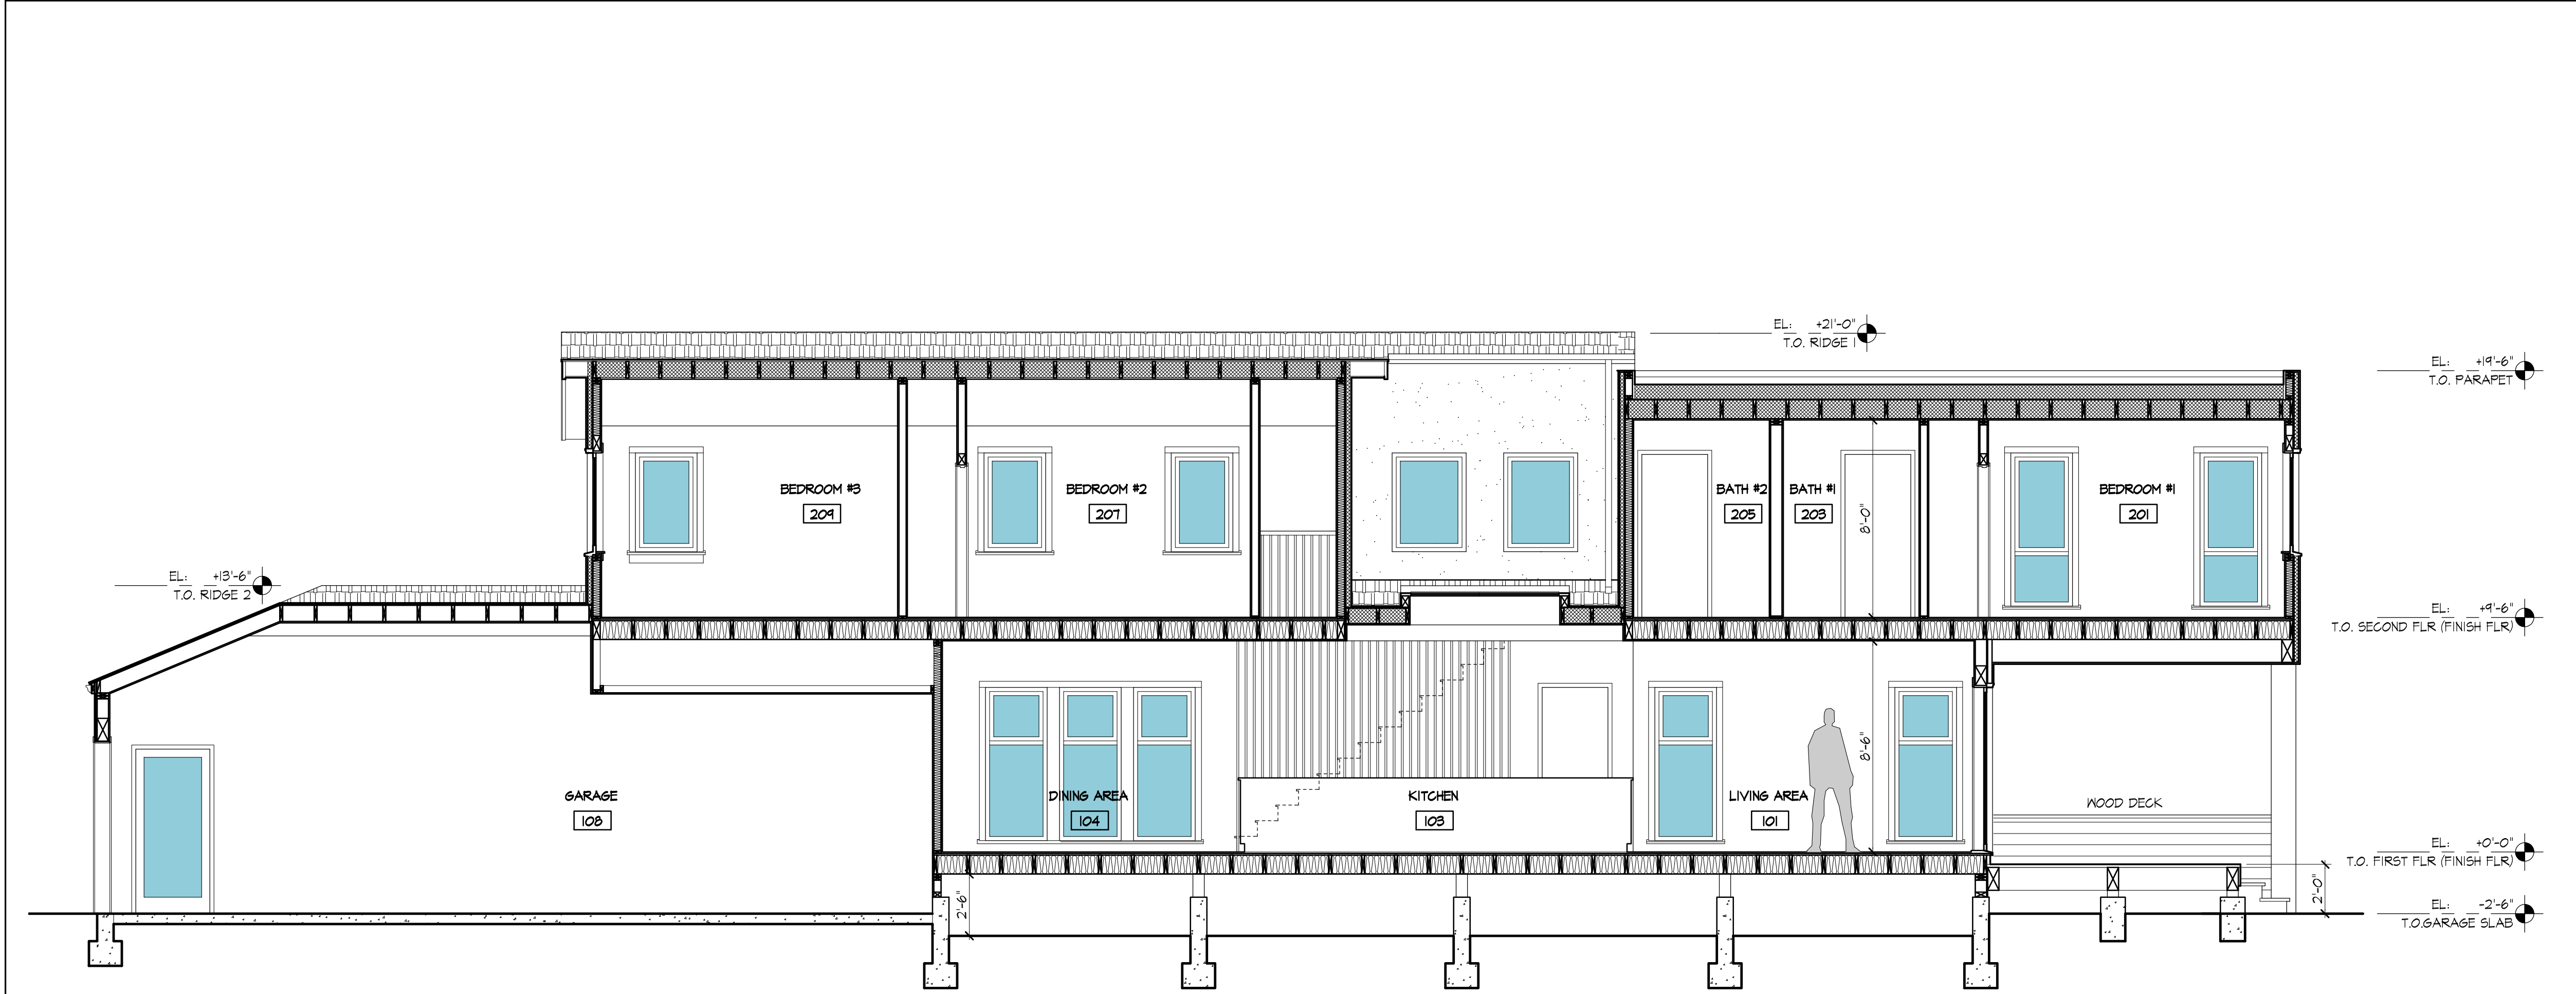 EL: +21'-0"
T.O. RIDGE 1
EL: +19'-6"
T.O. PARAPET
BEDROOM #3
209
BEDROOM #2
207
BATH #2
205
BATH #1
203
8'-0"
BEDROOM #1
201
EL: +13'-6"
T.O. RIDGE 2
EL: +9'-6"
T.O. SECOND FLR (FINISH FLR)
GARAGE
108
DINING AREA
104
KITCHEN
103
LIVING AREA
101
8'-6"
WOOD DECK
EL: +0'-0"
T.O. FIRST FLR (FINISH FLR)
2'-6"
2'-0"
EL: -2'-6"
T.O.GARAGE SLAB